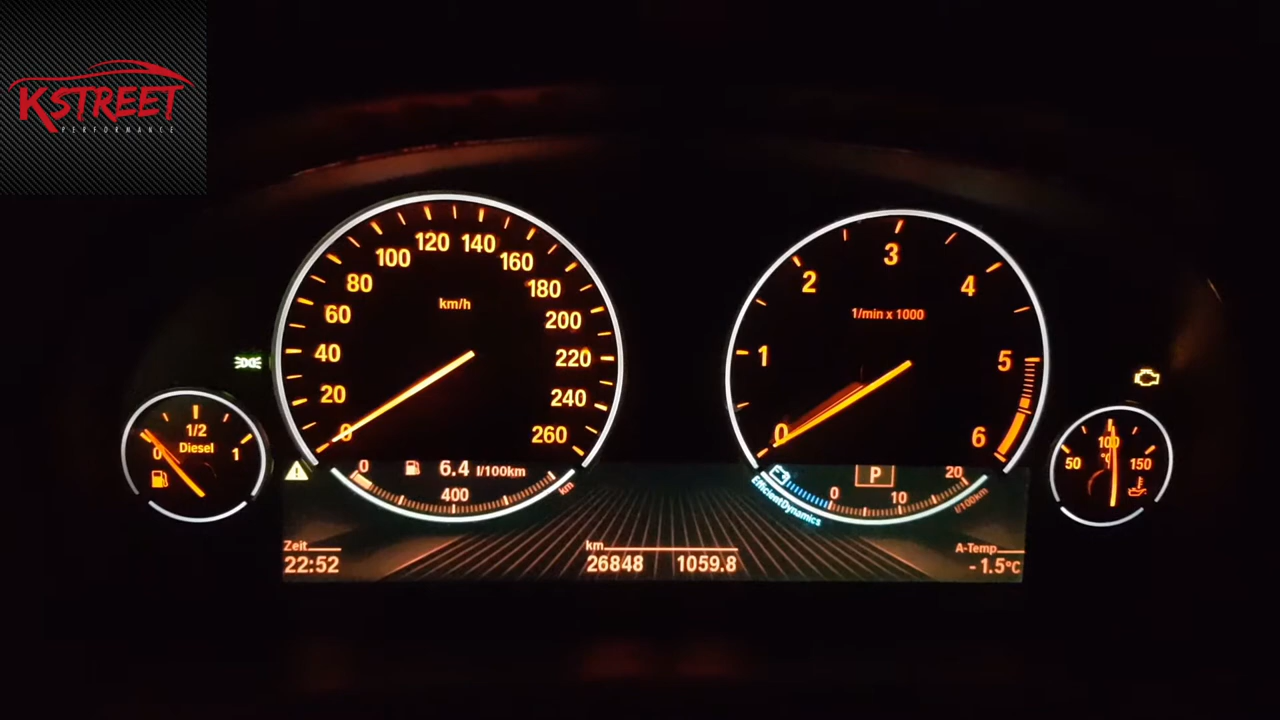 KSTREET
PERFORMANCE
km/h
0
20
40
60
80
100
120
140
160
180
200
220
240
260
1/min x 1000
0
1
2
3
4
5
6
0
1/2
1
Diesel
50
100
150
°C
0
6.4 l/100km
400
km
P
0
10
20
l/100km
EfficientDynamics
Zeit
22:52
km
26848 1059.8
A-Temp
- 1.5°C